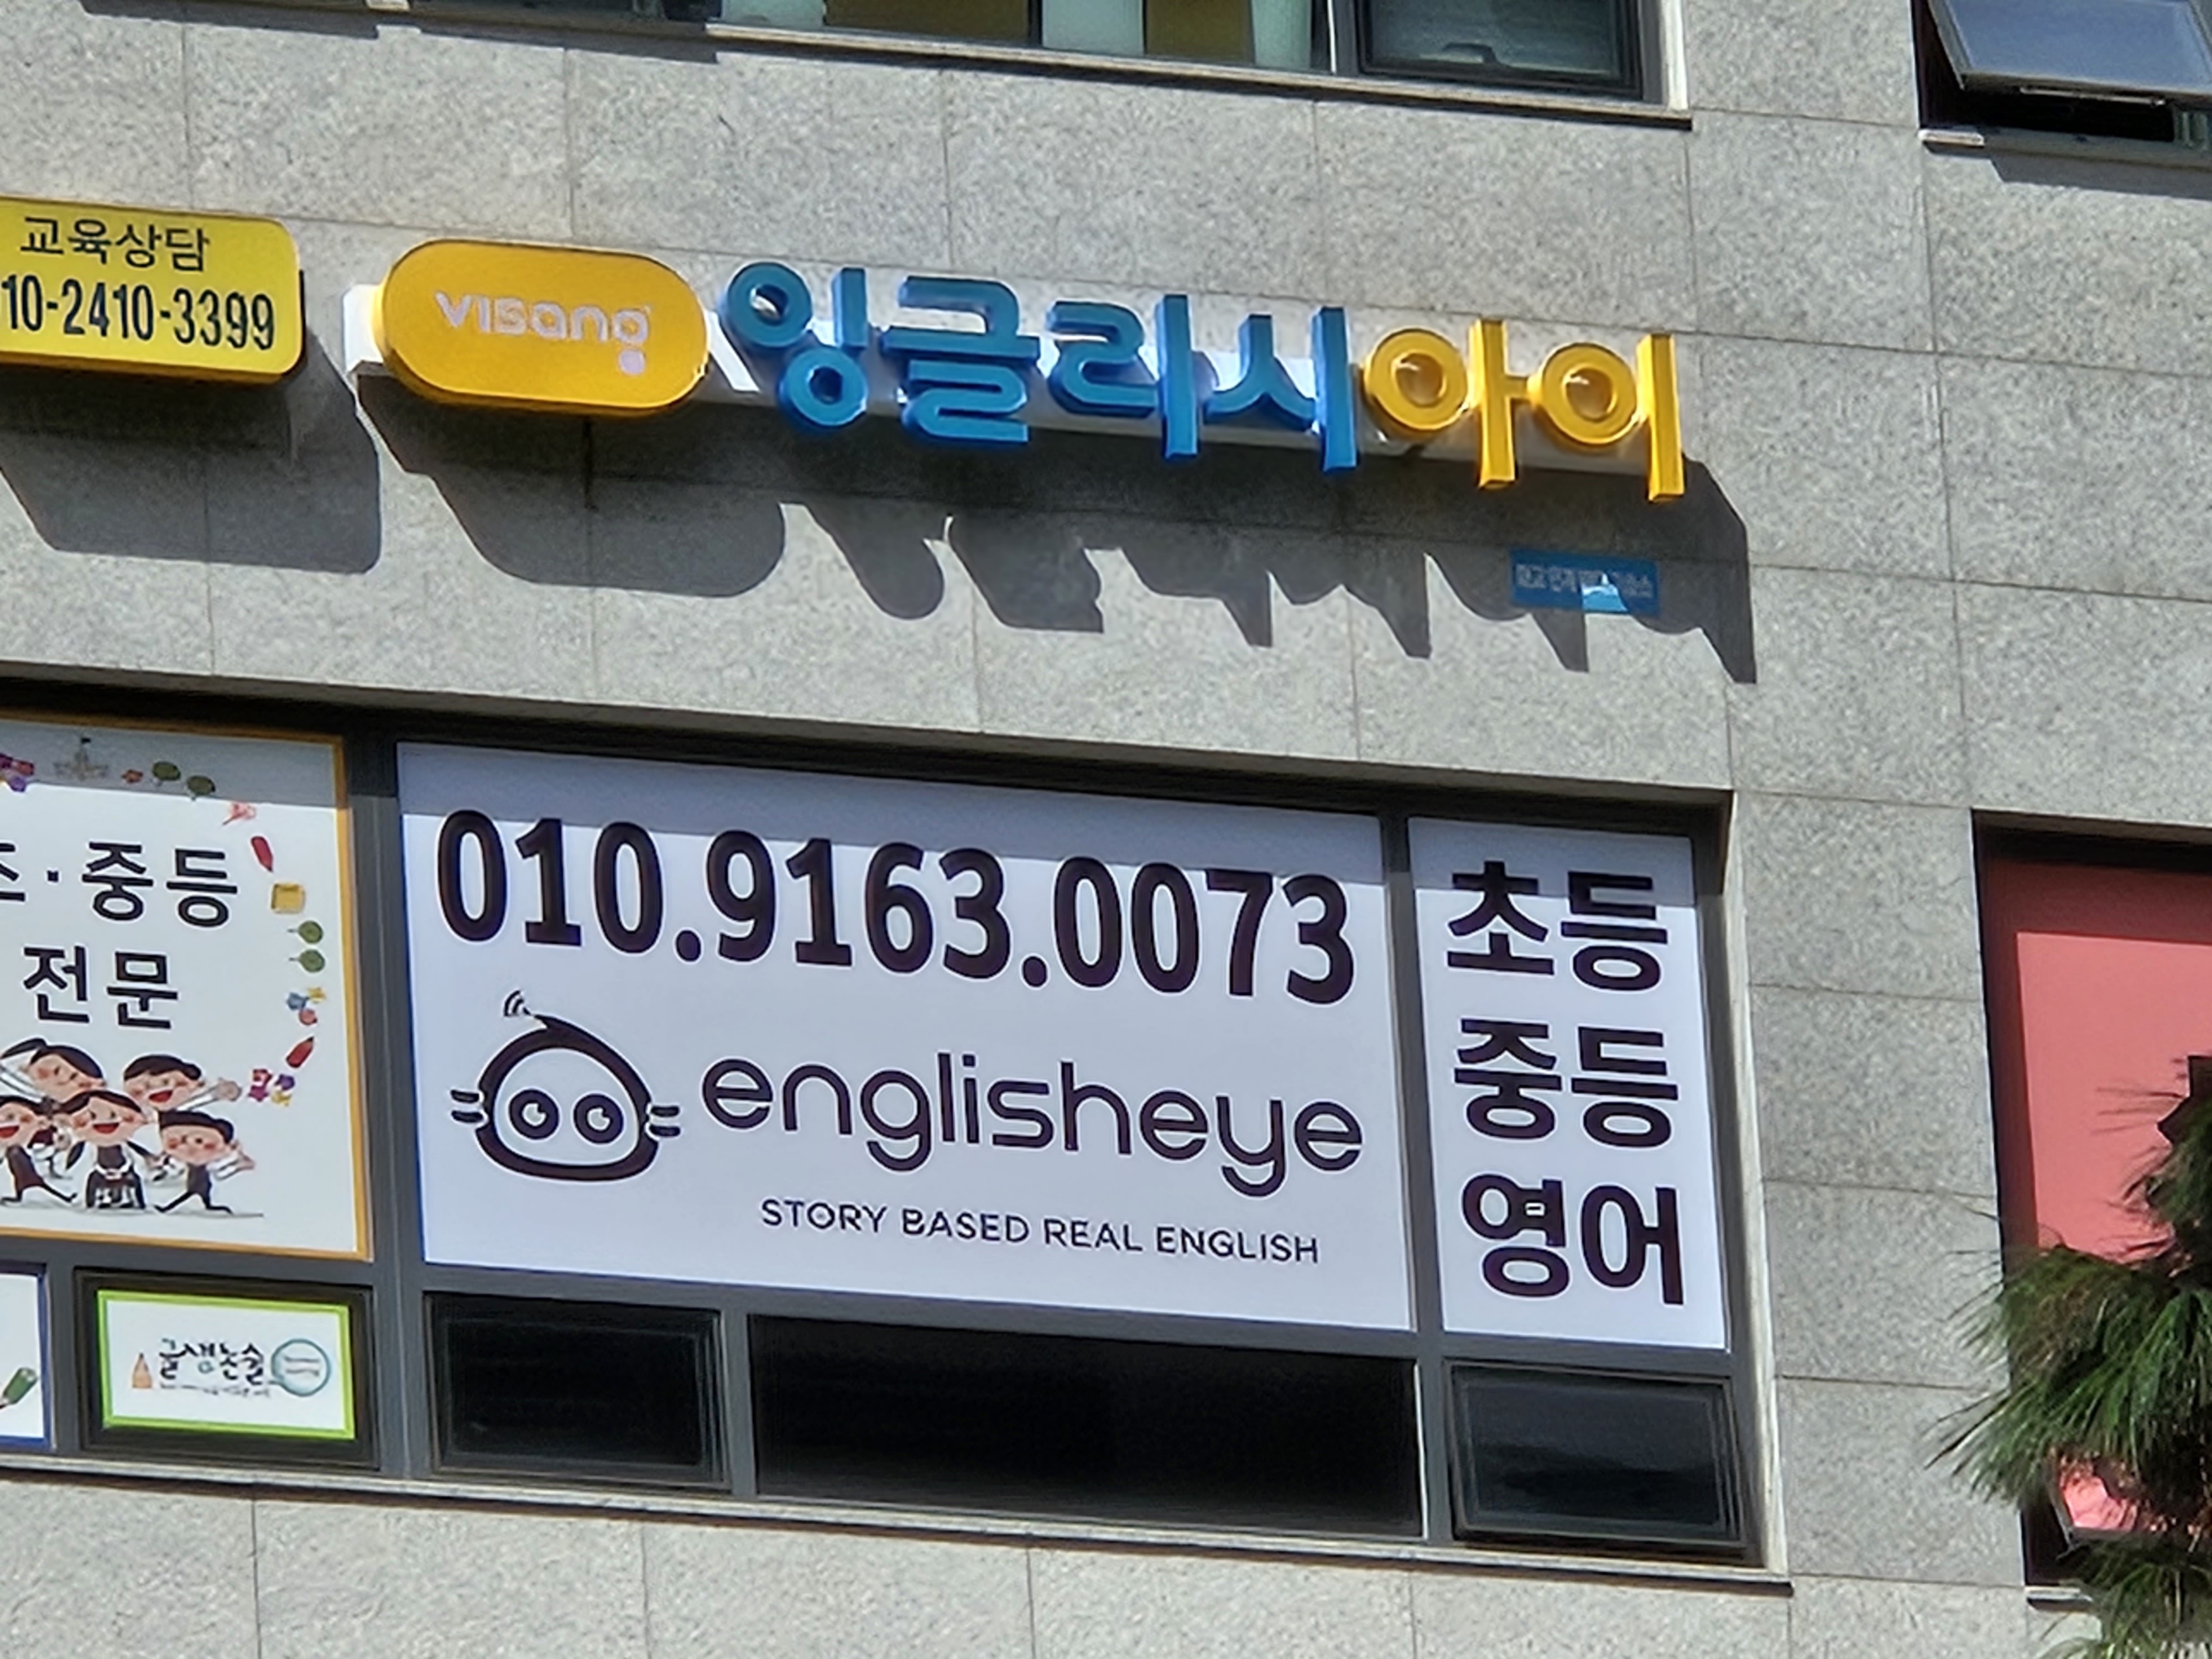 교육상담
10-2410-3399
visang
잉글리시아이
·중등
전문
010.9163.0073
englisheye
STORY BASED REAL ENGLISH
초등
중등
영어
글샘논술